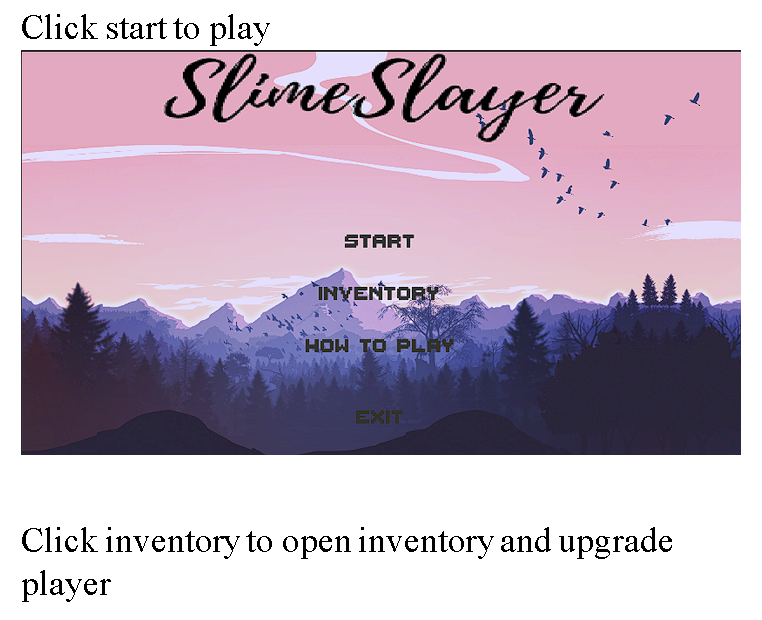 Click start to play
SlimeSlayer
START
INVENTORY
HOW TO PLAY
EXIT
Click inventory to open inventory and upgrade
player